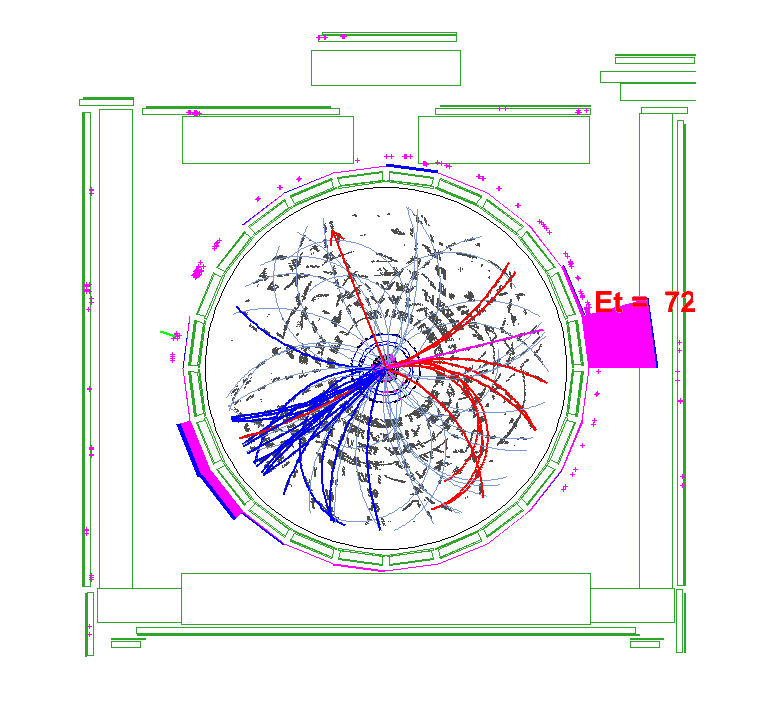 Et = 72